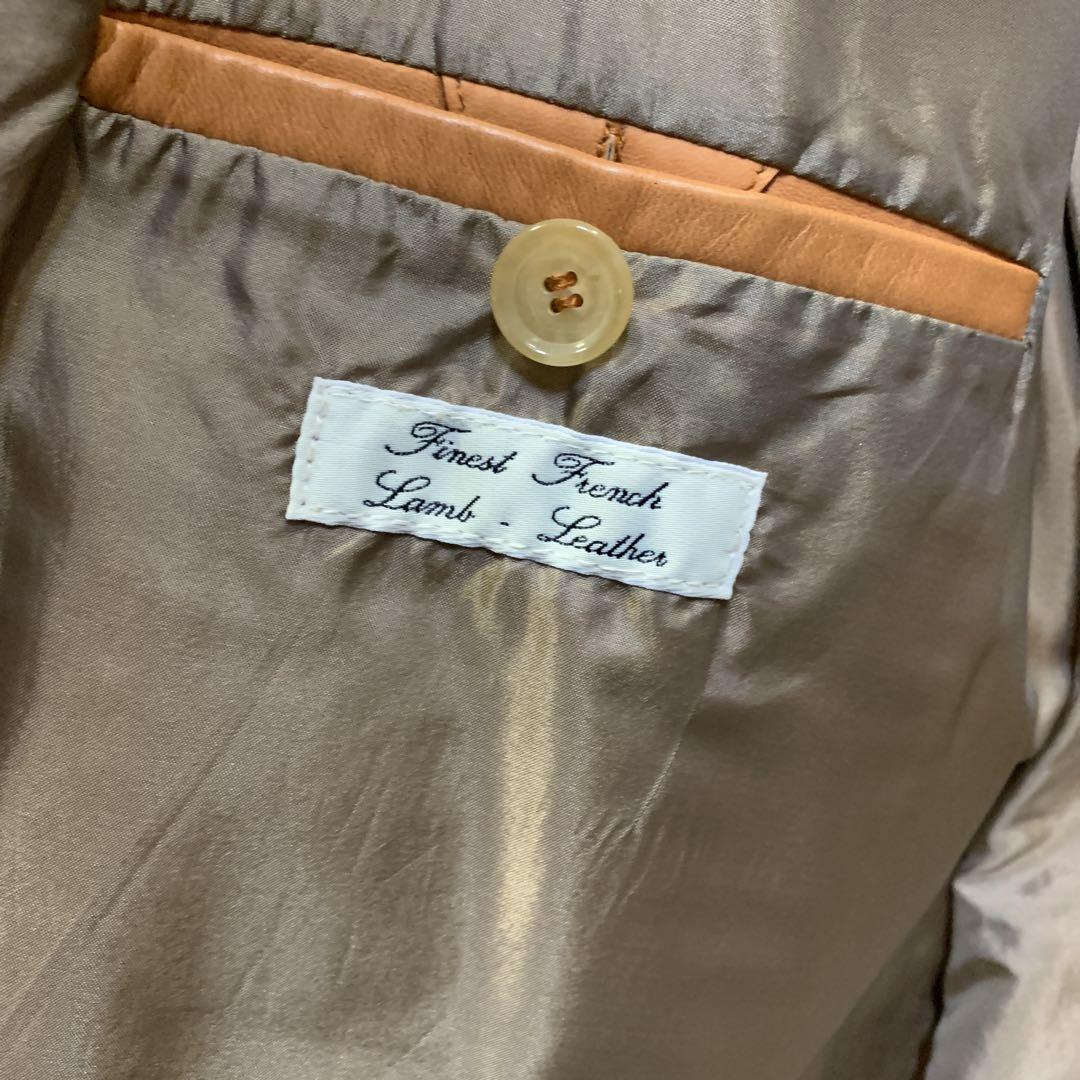 Finest French
Lamb - Leather